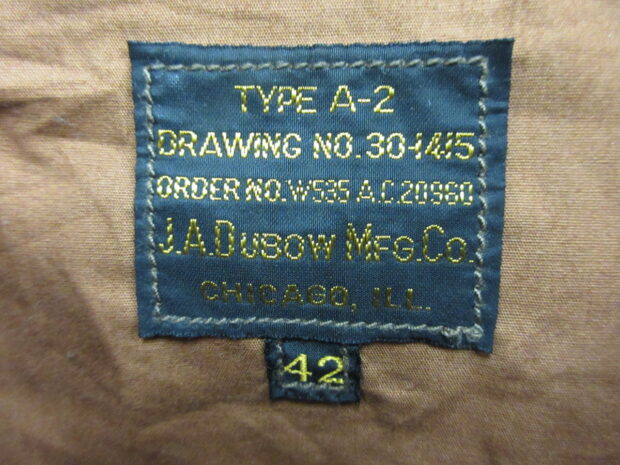 TYPE A-2
DRAWING NO. 30-1415
ORDER NO. W535 A.C. 20960
J.A. DUBOW MFG. CO.
CHICAGO, ILL.
42